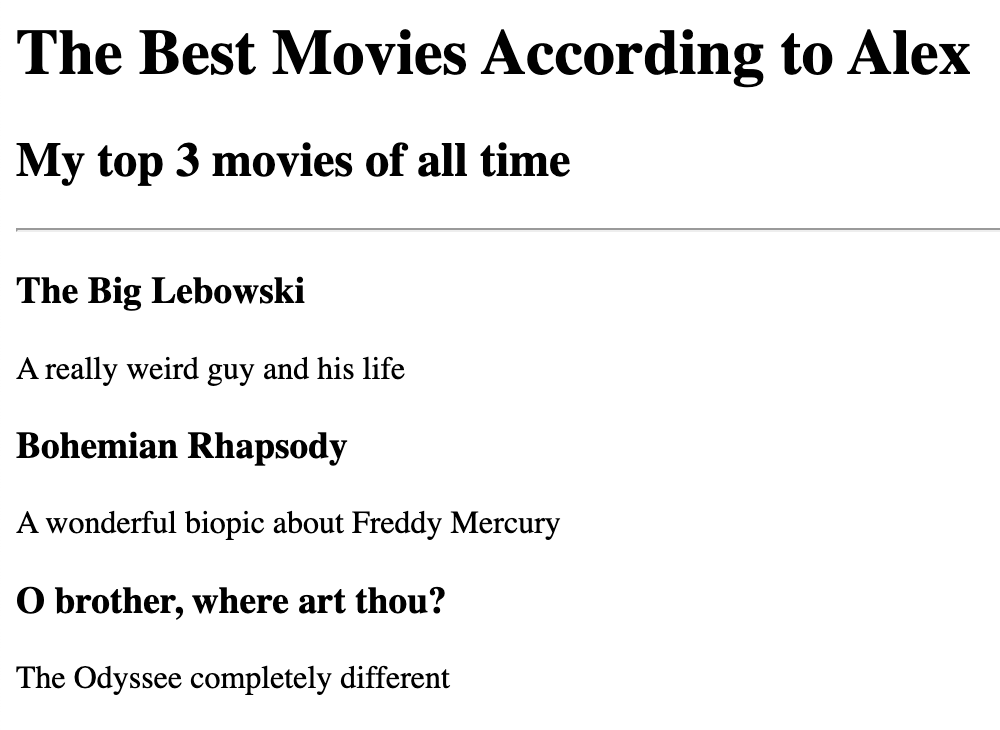 The Best Movies According to Alex
My top 3 movies of all time
The Big Lebowski
A really weird guy and his life
Bohemian Rhapsody
A wonderful biopic about Freddy Mercury
O brother, where art thou?
The Odyssee completely different